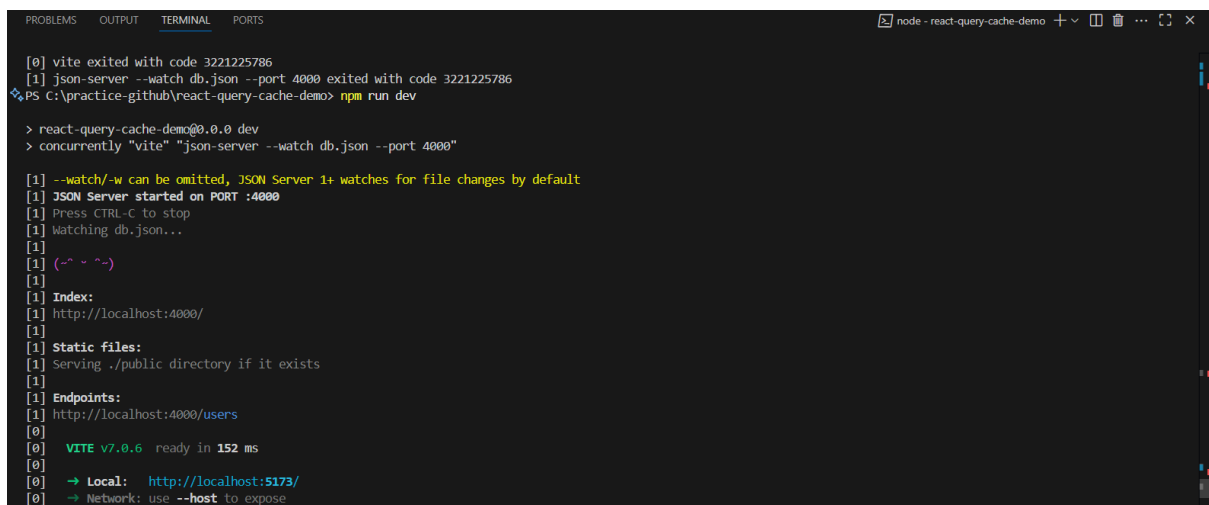 PROBLEMS OUTPUT TERMINAL PORTS node - react-query-cache-demo
[0] vite exited with code 3221225786
[1] json-server --watch db.json --port 4000 exited with code 3221225786
PS C:\practice-github\react-query-cache-demo> npm run dev
> react-query-cache-demo@0.0.0 dev
> concurrently "vite" "json-server --watch db.json --port 4000"
[1] --watch/-w can be omitted, JSON Server 1+ watches for file changes by default
[1] JSON Server started on PORT :4000
[1] Press CTRL-C to stop
[1] Watching db.json...
[1]
[1] (˶ᵔ ᵕ ᵔ˶)
[1]
[1] Index:
[1] http://localhost:4000/
[1]
[1] Static files:
[1] Serving ./public directory if it exists
[1]
[1] Endpoints:
[1] http://localhost:4000/users
[0]
[0] VITE v7.0.6 ready in 152 ms
[0]
[0] ➜ Local: http://localhost:5173/
[0] ➜ Network: use --host to expose